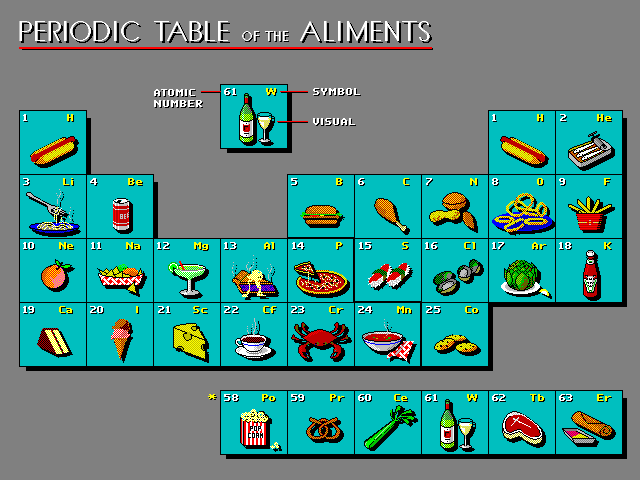 PERIODIC TABLE OF THE ALIMENTS
ATOMIC NUMBER
61 W
SYMBOL
VISUAL
1 H
1 H
2 He
3 Li
4 Be
5 B
6 C
7 N
8 O
9 F
10 Ne
11 Na
12 Mg
13 Al
14 P
15 S
16 Cl
17 Ar
18 K
19 Ca
20 I
21 Sc
22 Cf
23 Cr
24 Mn
25 Co
* 58 Po
59 Pr
60 Ce
61 W
62 Tb
63 Er
BEER
POP
CORN